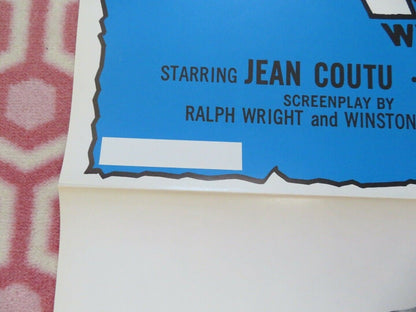 W
STARRING JEAN COUTU
SCREENPLAY BY
RALPH WRIGHT and WINSTON